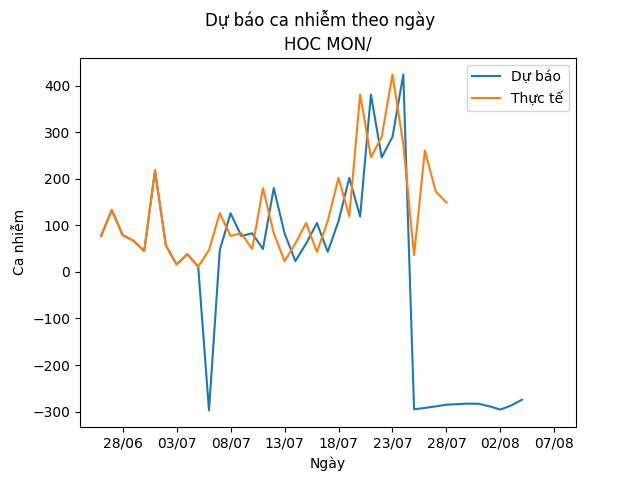 Dự báo ca nhiễm theo ngày
HOC MON/
Dự báo
Thực tế
Ca nhiễm
400
300
200
100
0
−100
−200
−300
28/06
03/07
08/07
13/07
18/07
23/07
28/07
02/08
07/08
Ngày